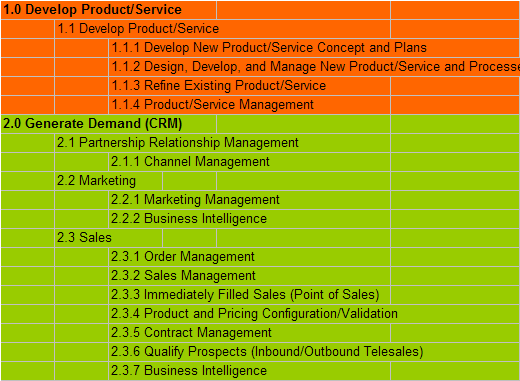 1.0 Develop Product/Service
1.1 Develop Product/Service
1.1.1 Develop New Product/Service Concept and Plans
1.1.2 Design, Develop, and Manage New Product/Service and Processe
1.1.3 Refine Existing Product/Service
1.1.4 Product/Service Management
2.0 Generate Demand (CRM)
2.1 Partnership Relationship Management
2.1.1 Channel Management
2.2 Marketing
2.2.1 Marketing Management
2.2.2 Business Intelligence
2.3 Sales
2.3.1 Order Management
2.3.2 Sales Management
2.3.3 Immediately Filled Sales (Point of Sales)
2.3.4 Product and Pricing Configuration/Validation
2.3.5 Contract Management
2.3.6 Qualify Prospects (Inbound/Outbound Telesales)
2.3.7 Business Intelligence